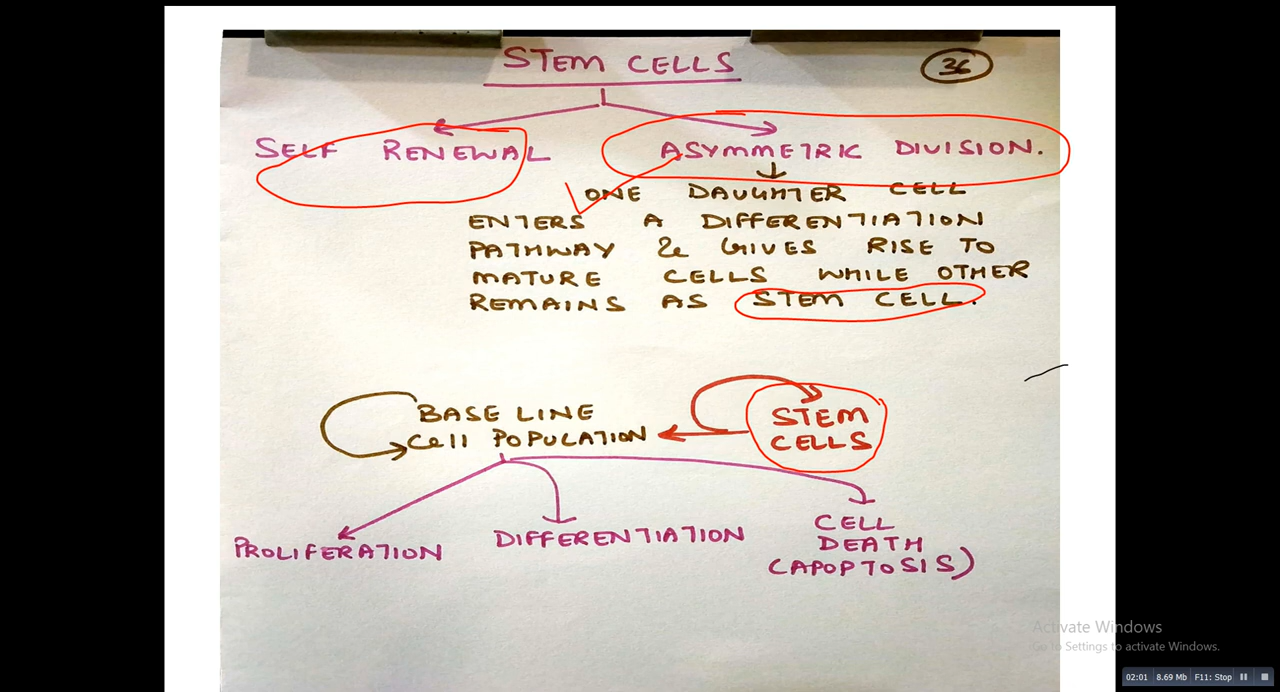 STEM CELLS
36
SELF RENEWAL
ASYMMETRIC DIVISION.
ONE DAUGHTER CELL
ENTERS A DIFFERENTIATION
PATHWAY & GIVES RISE TO
MATURE CELLS WHILE OTHER
REMAINS AS STEM CELL.
BASE LINE
Cell POPULATION
STEM
CELLS
PROLIFERATION
DIFFERENTIATION
CELL
DEATH
(APOPTOSIS)
Activate Windows
Go to Settings to activate Windows.
02:01 8.69 Mb F11: Stop